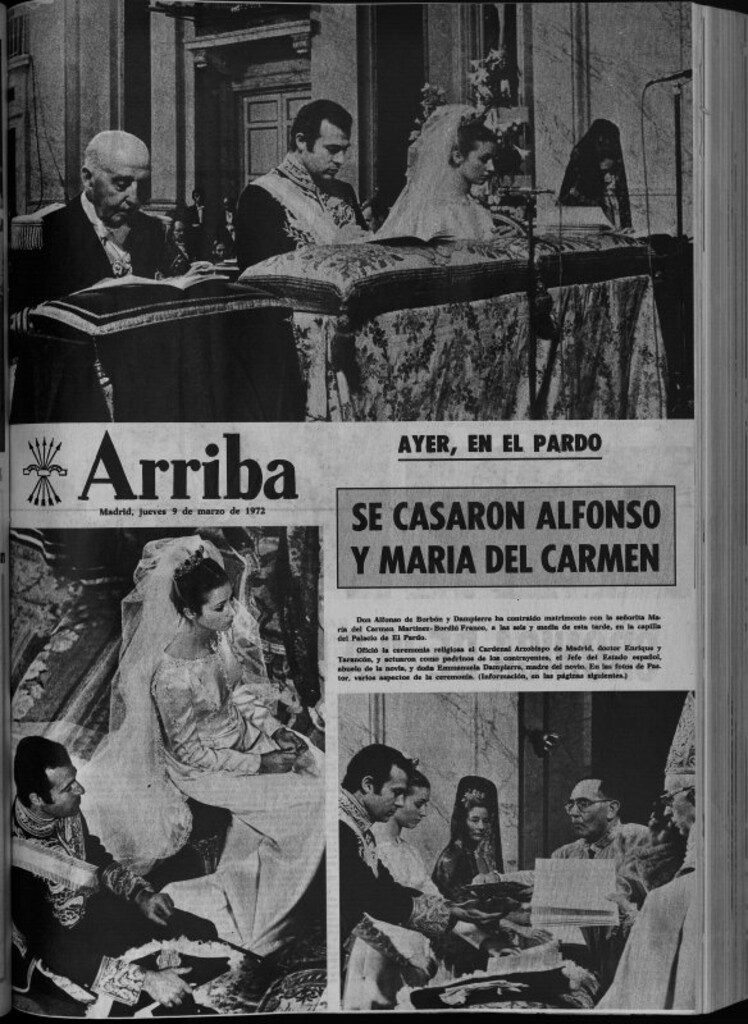 Arriba
Madrid, jueves 9 de marzo de 1972
AYER, EN EL PARDO
SE CASARON ALFONSO
Y MARIA DEL CARMEN
Don Alfonso de Borbón y Dampierre ha contraído matrimonio con la señorita Ma-
ría del Carmen Martínez-Bordiú Franco, a las seis y media de esta tarde, en la capilla
del Palacio de El Pardo.
Ofició la ceremonia religiosa el Cardenal Arzobispo de Madrid, doctor Enrique y
Tarancón, y actuaron como padrinos de los contrayentes, el Jefe del Estado español,
abuelo de la novia, y doña Emmanuela Dampierre, madre del novio. En las fotos de Pas-
tor, varios aspectos de la ceremonia. (Información, en las páginas siguientes.)